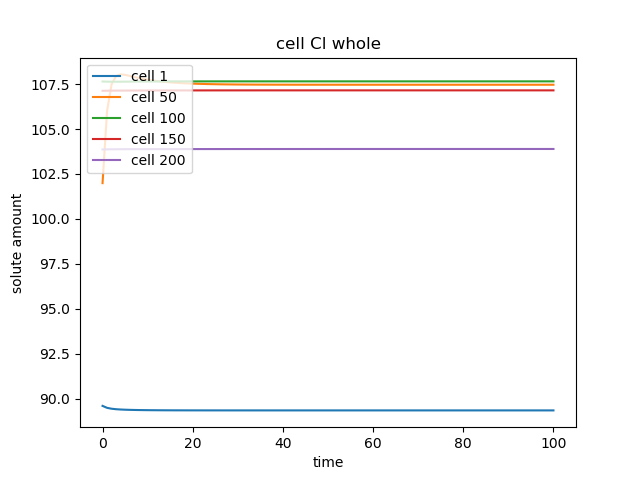 cell Cl whole
107.5
105.0
102.5
100.0
97.5
95.0
92.5
90.0
solute amount
cell 1
cell 50
cell 100
cell 150
cell 200
0
20
40
60
80
100
time